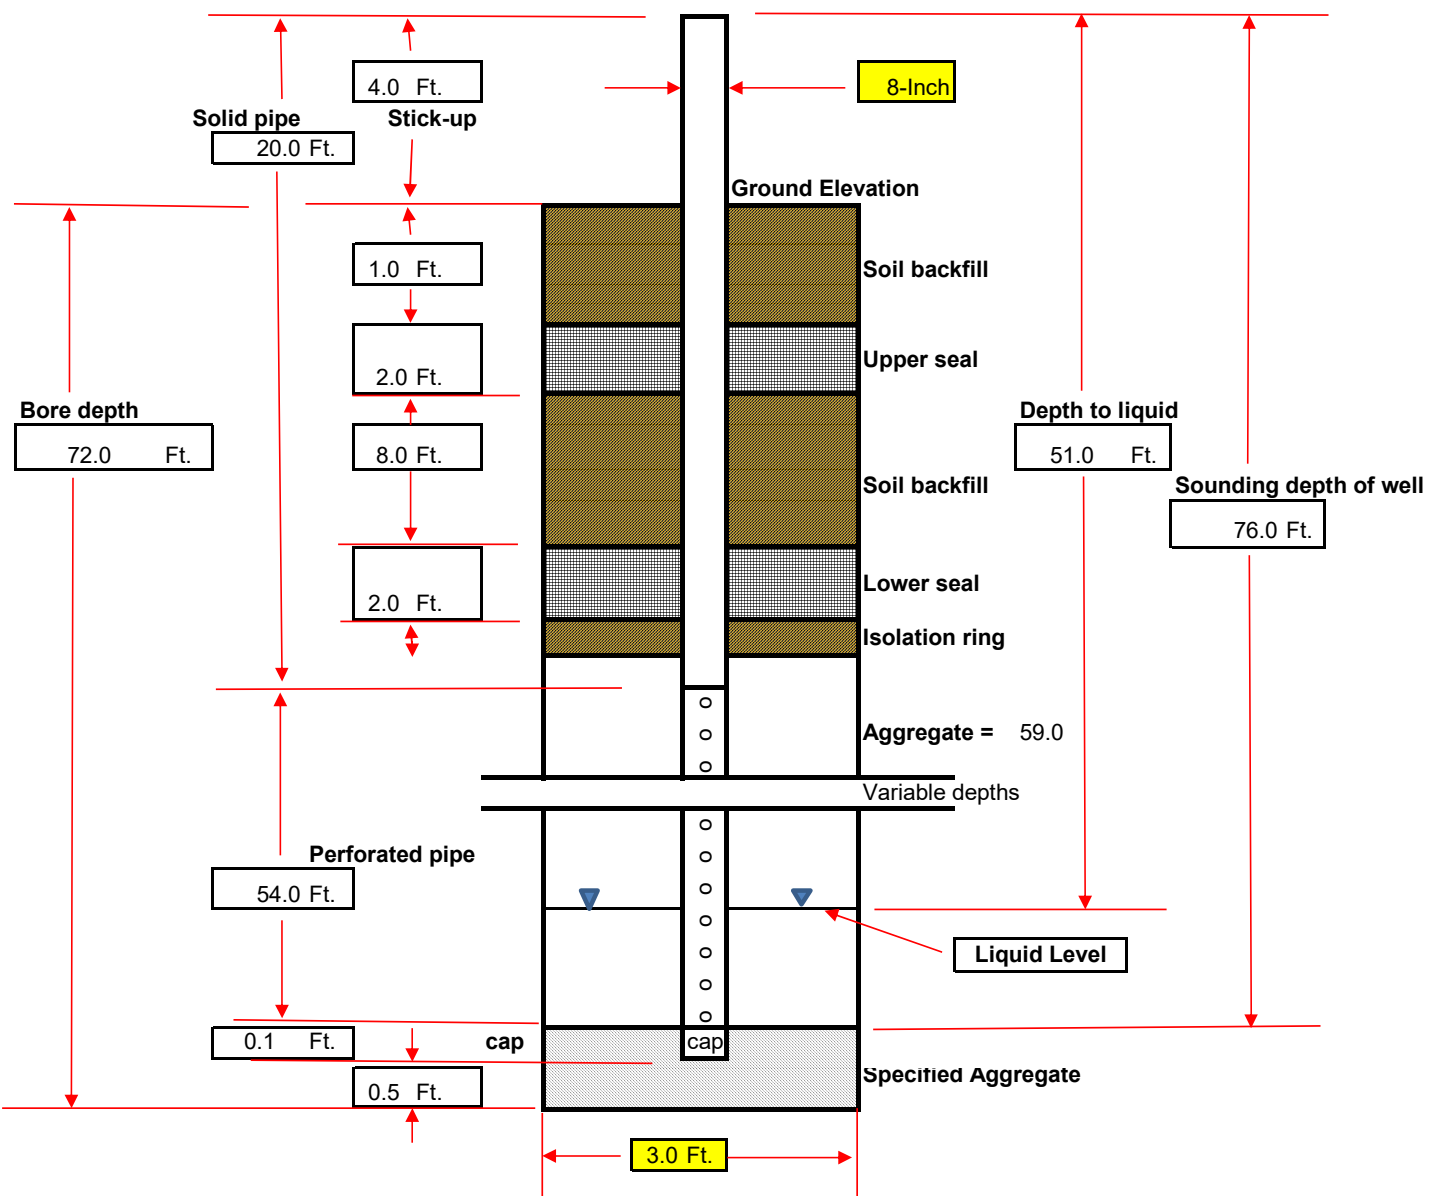 4.0 Ft.
8-Inch
Solid pipe
Stick-up
20.0 Ft.
Ground Elevation
1.0 Ft.
Soil backfill
2.0 Ft.
Upper seal
Bore depth
72.0 Ft.
8.0 Ft.
Depth to liquid
51.0 Ft.
Soil backfill
Sounding depth of well
76.0 Ft.
2.0 Ft.
Lower seal
Isolation ring
o
o
o
Aggregate = 59.0
Variable depths
o
o
o
Perforated pipe
54.0 Ft.
o
o
o
o
Liquid Level
0.1 Ft.
cap
cap
0.5 Ft.
Specified Aggregate
3.0 Ft.